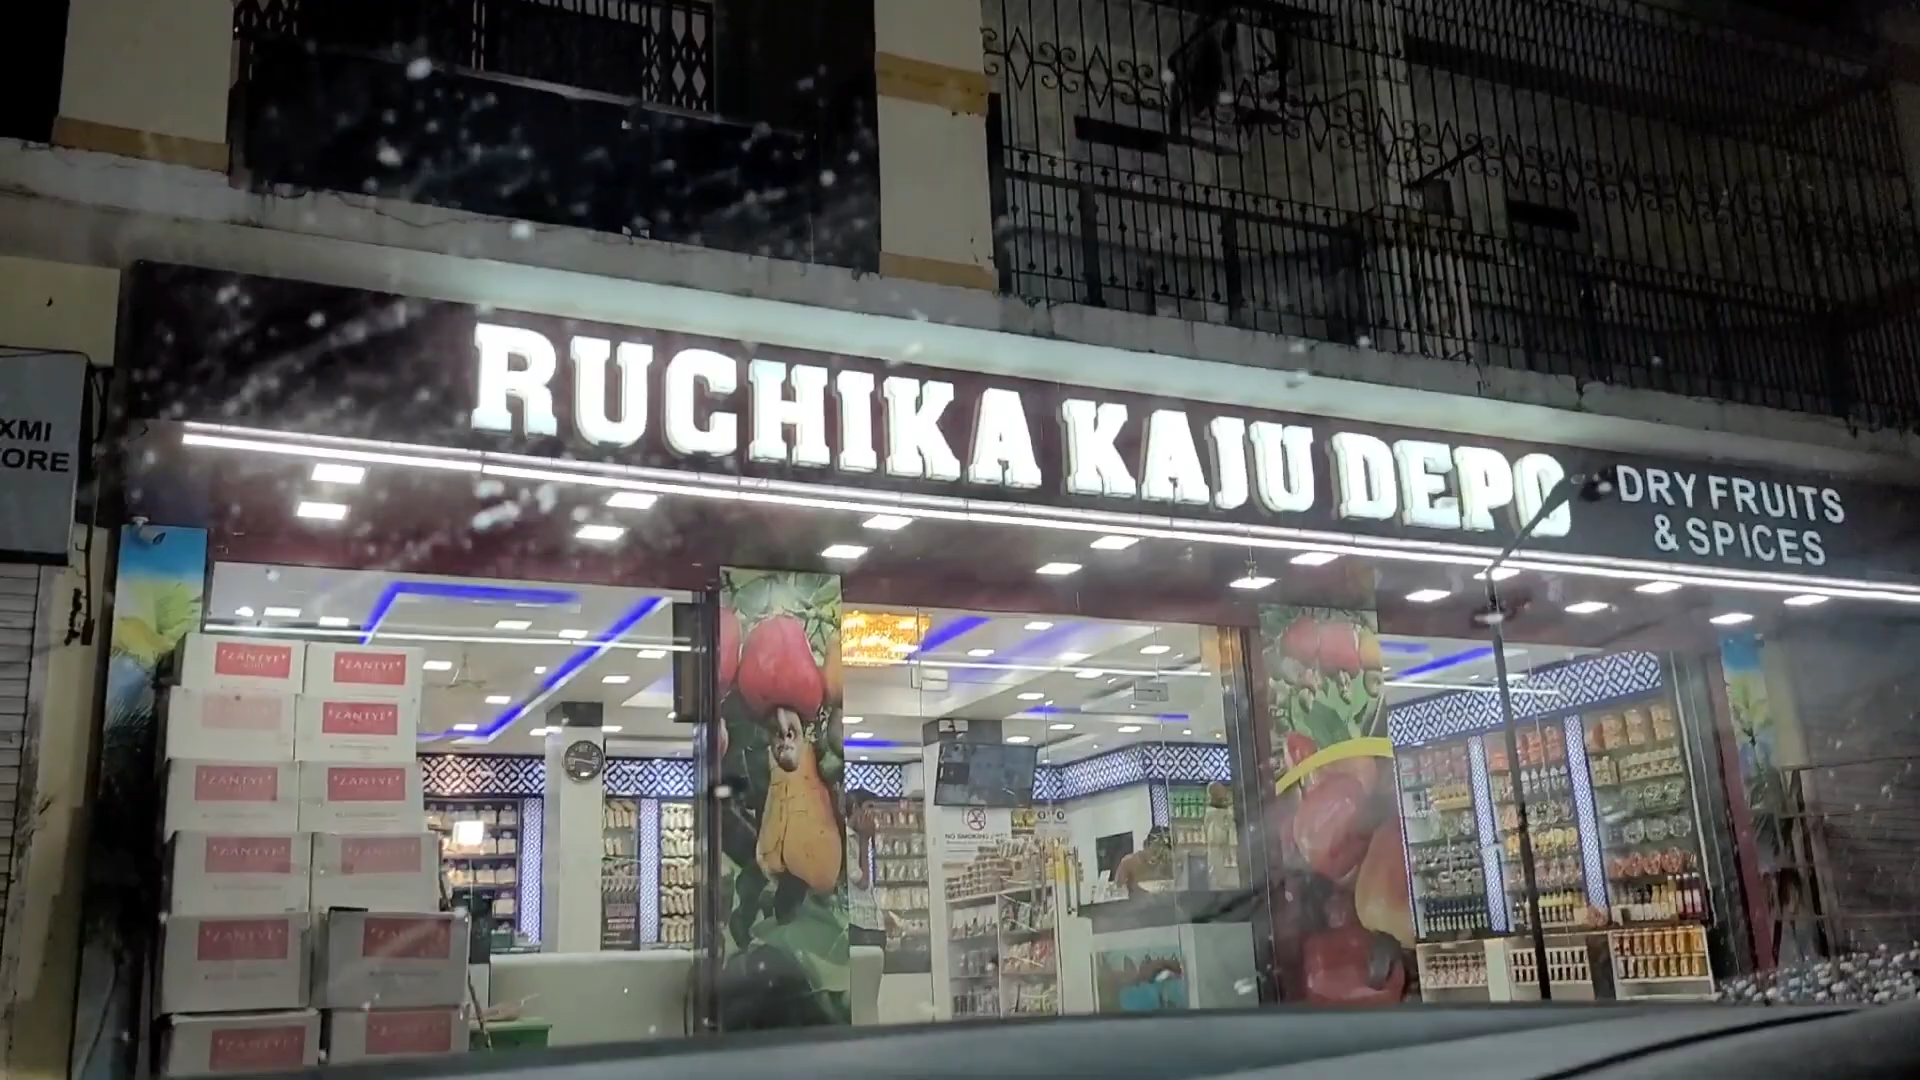 RUCHIKA KAJU DEPO
DRY FRUITS
& SPICES
XMI
ORE
ZANTYE
ZANTYE
ZANTYE
ZANTYE
ZANTYE
ZANTYE
ZANTYE
ZANTYE
ZANTYE
ZANTYE
ZANTYE
NO SMOKING